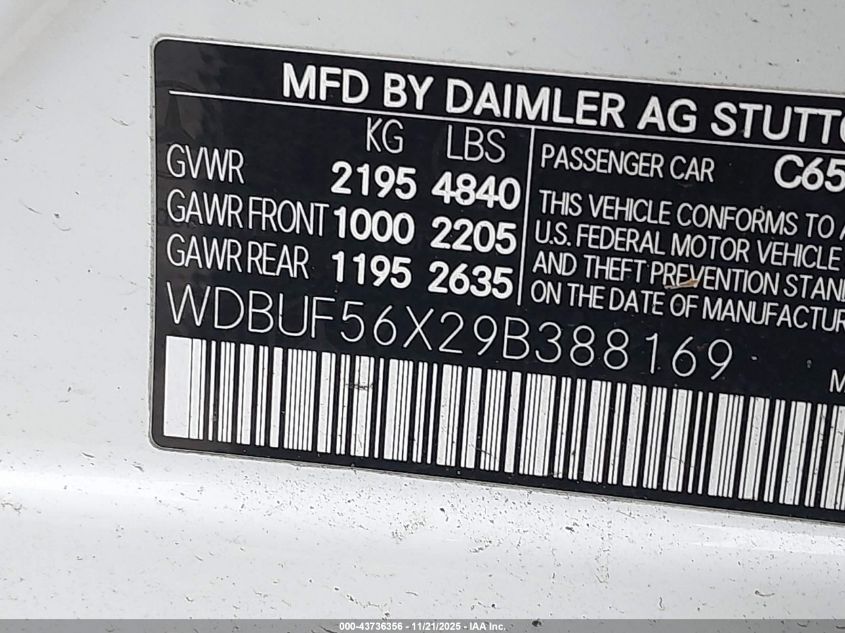 MFD BY DAIMLER AG STUTT
KG LBS
GVWR 2195 4840
GAWR FRONT 1000 2205
GAWR REAR 1195 2635
PASSENGER CAR C65
THIS VEHICLE CONFORMS TO
U.S. FEDERAL MOTOR VEHICLE
AND THEFT PREVENTION STAN
ON THE DATE OF MANUFACTUR
WDBUF56X29B388169
M
000-43736356 - 11/21/2025 - IAA Inc.